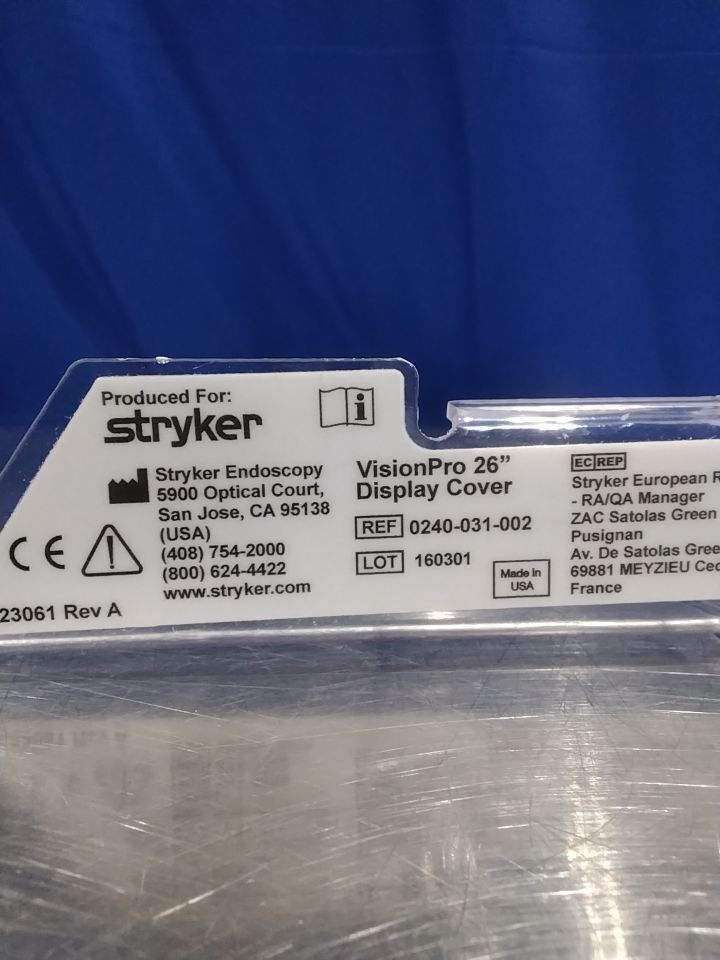 Produced For:
stryker
Stryker Endoscopy
5900 Optical Court,
San Jose, CA 95138
(USA)
(408) 754-2000
(800) 624-4422
www.stryker.com
CE
23061 Rev A
VisionPro 26”
Display Cover
REF 0240-031-002
LOT 160301
Made in
USA
EC REP
Stryker European
- RA/QA Manager
ZAC Satolas Green
Pusignan
Av. De Satolas
69881 MEYZIEU
France